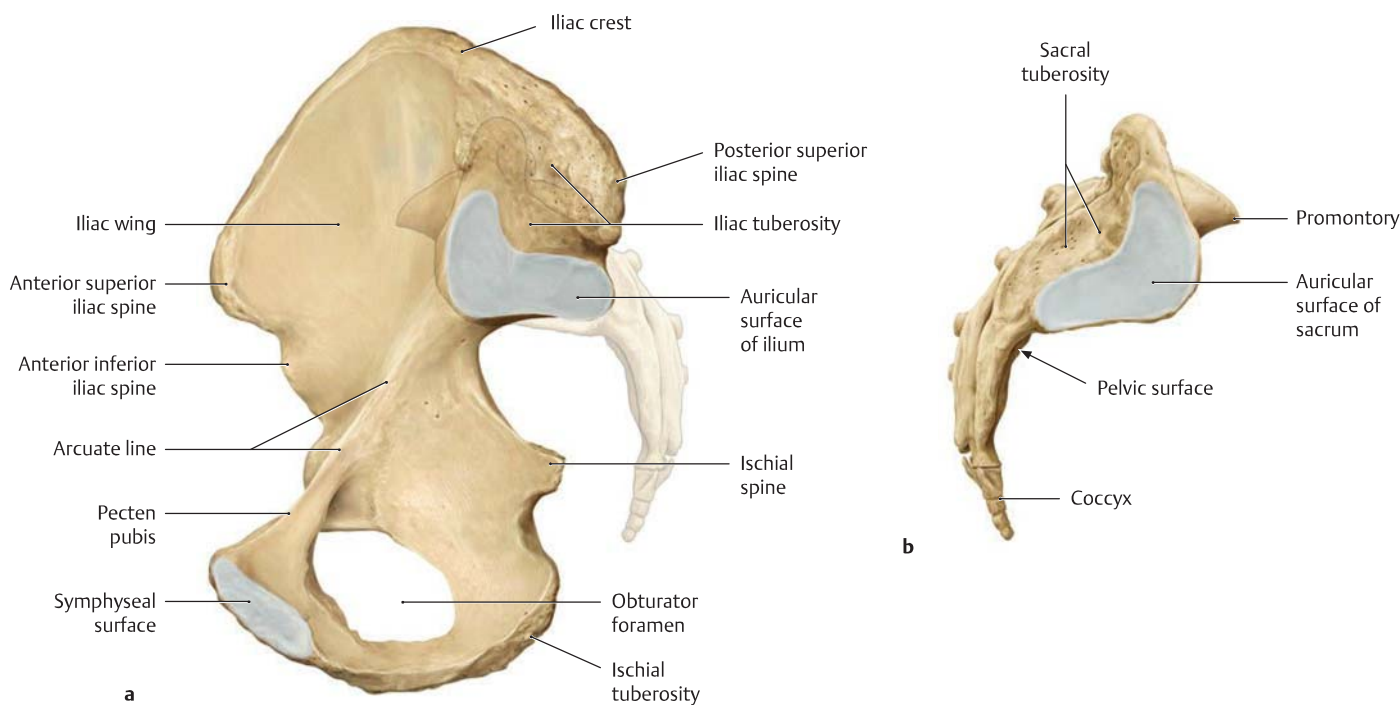 Iliac crest
Posterior superior
iliac spine
Iliac wing
Iliac tuberosity
Anterior superior
iliac spine
Auricular
surface
of ilium
Anterior inferior
iliac spine
Arcuate line
Ischial
spine
Pecten
pubis
Symphyseal
surface
Obturator
foramen
Ischial
tuberosity
a
Sacral
tuberosity
Promontory
Auricular
surface of
sacrum
Pelvic surface
Coccyx
b